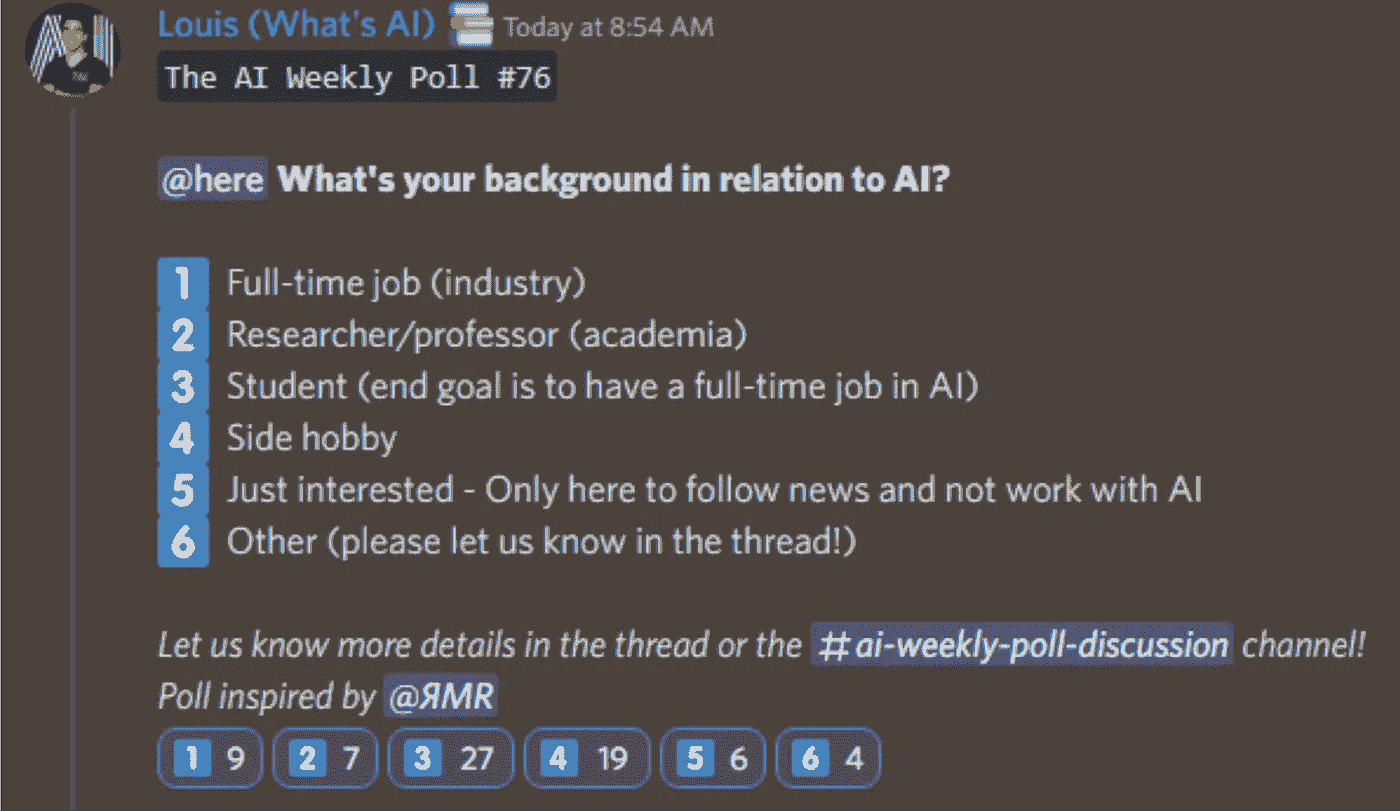 Louis (What's AI) Today at 8:54 AM
The AI Weekly Poll #76
@here What's your background in relation to AI?
1 Full-time job (industry)
2 Researcher/professor (academia)
3 Student (end goal is to have a full-time job in AI)
4 Side hobby
5 Just interested - Only here to follow news and not work with AI
6 Other (please let us know in the thread!)
Let us know more details in the thread or the #ai-weekly-poll-discussion channel!
Poll inspired by @ЯMR
1 9 2 7 3 27 4 19 5 6 6 4